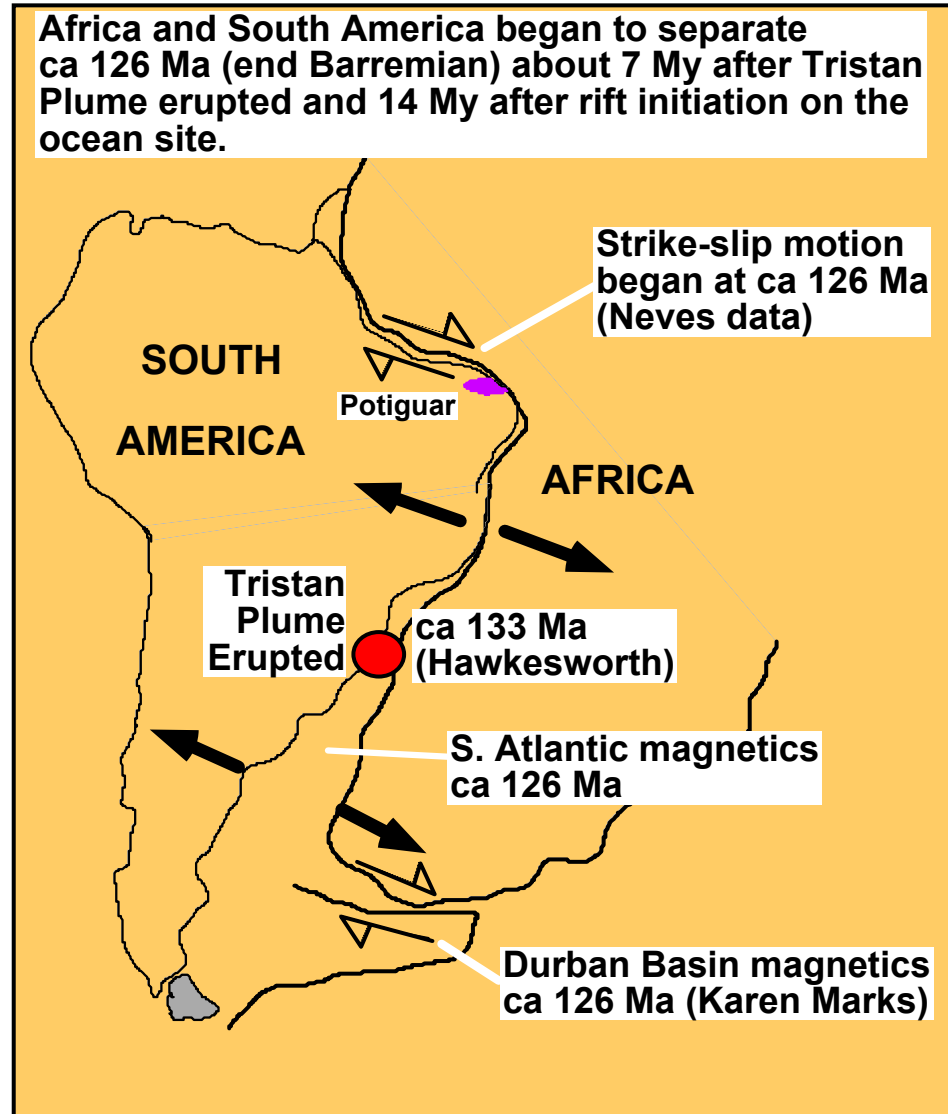 Africa and South America began to separate
ca 126 Ma (end Barremian) about 7 My after Tristan
Plume erupted and 14 My after rift initiation on the
ocean site.
Strike-slip motion
began at ca 126 Ma
(Neves data)
SOUTH
AMERICA
Potiguar
AFRICA
Tristan
Plume
Erupted
ca 133 Ma
(Hawkesworth)
S. Atlantic magnetics
ca 126 Ma
Durban Basin magnetics
ca 126 Ma (Karen Marks)